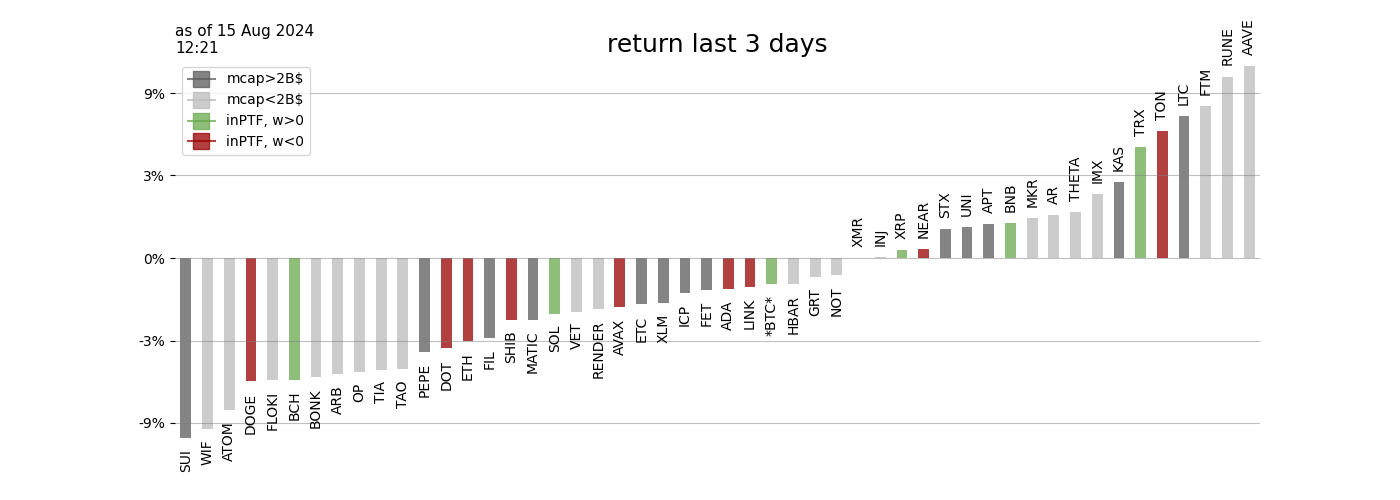 as of 15 Aug 2024
12:21
return last 3 days
mcap>2B$
mcap<2B$
inPTF, w>0
inPTF, w<0
9%
3%
0%
-3%
-9%
SUI
WIF
ATOM
DOGE
FLOKI
BCH
BONK
ARB
OP
TIA
TAO
PEPE
DOT
ETH
FIL
SHIB
MATIC
SOL
VET
RENDER
AVAX
ETC
XLM
ICP
FET
ADA
LINK
*BTC*
HBAR
GRT
NOT
XMR
INJ
XRP
NEAR
STX
UNI
APT
BNB
MKR
AR
THETA
IMX
KAS
TRX
TON
LTC
FTM
RUNE
AAVE